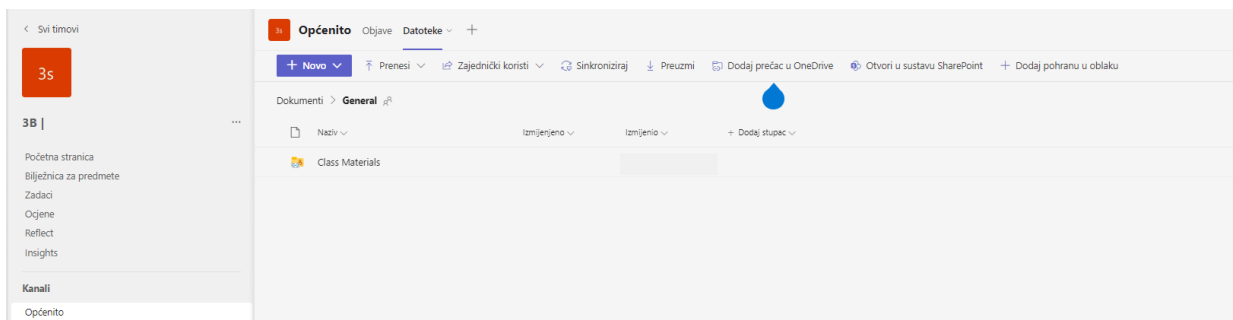 < Svi timovi
3s
3B |
...
Početna stranica
Bilježnica za predmete
Zadaci
Ocjene
Reflect
Insights
Kanali
Općenito
3s Općenito Objave Datoteke +
+ Novo Prenesi Zajednički koristi Sinkroniziraj Preuzmi Dodaj prečac u OneDrive Otvori u sustavu SharePoint + Dodaj pohranu u oblaku
Dokumenti > General
Naziv Izmijenjeno Izmijenio + Dodaj stupac
Class Materials